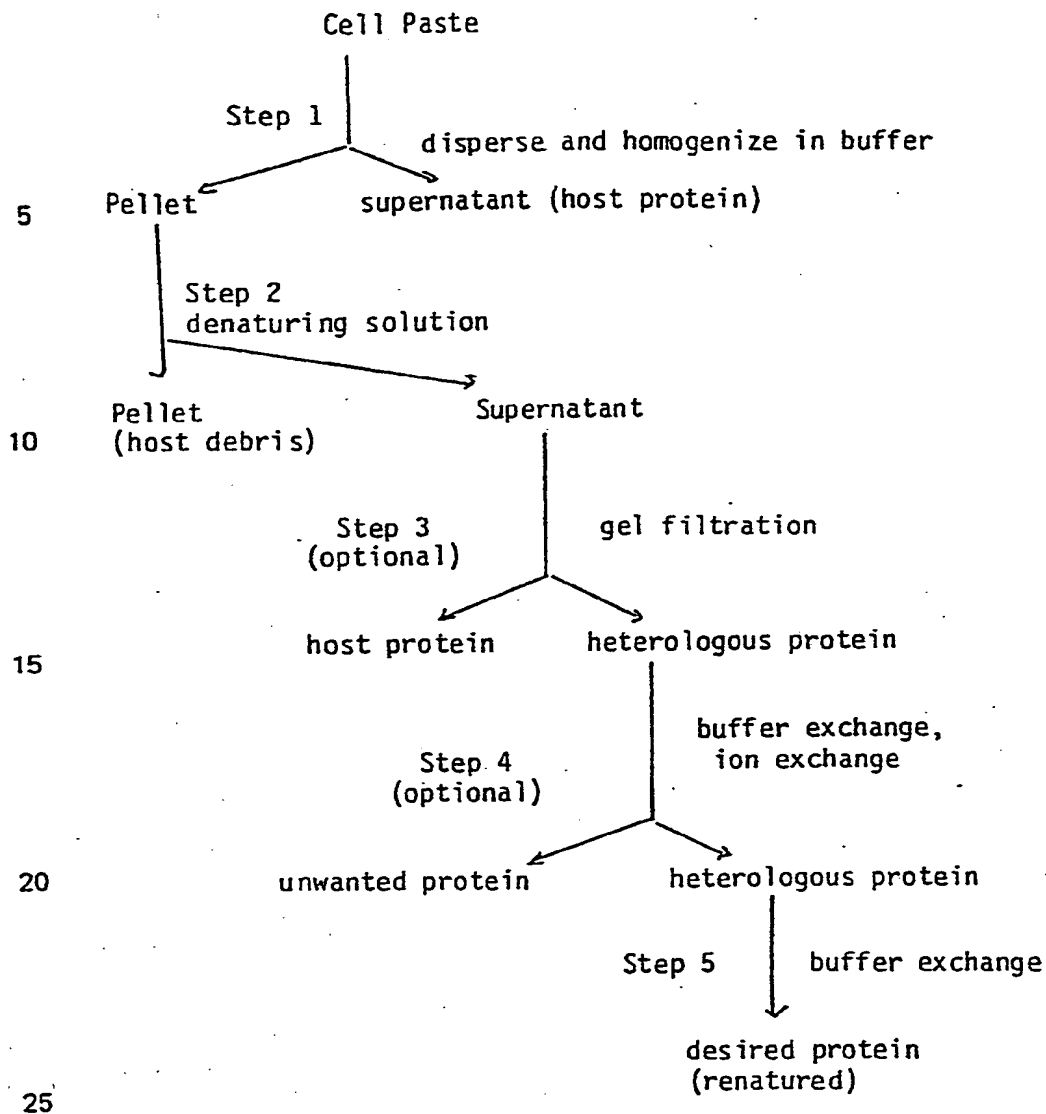 Cell Paste
Step 1
disperse and homogenize in buffer
5 Pellet supernatant (host protein)
Step 2
denaturing solution
Pellet Supernatant
10 (host debris)
Step 3 gel filtration
(optional)
15 host protein heterologous protein
buffer exchange,
Step 4 ion exchange
(optional)
20 unwanted protein heterologous protein
Step 5 buffer exchange
desired protein
(renatured)
25